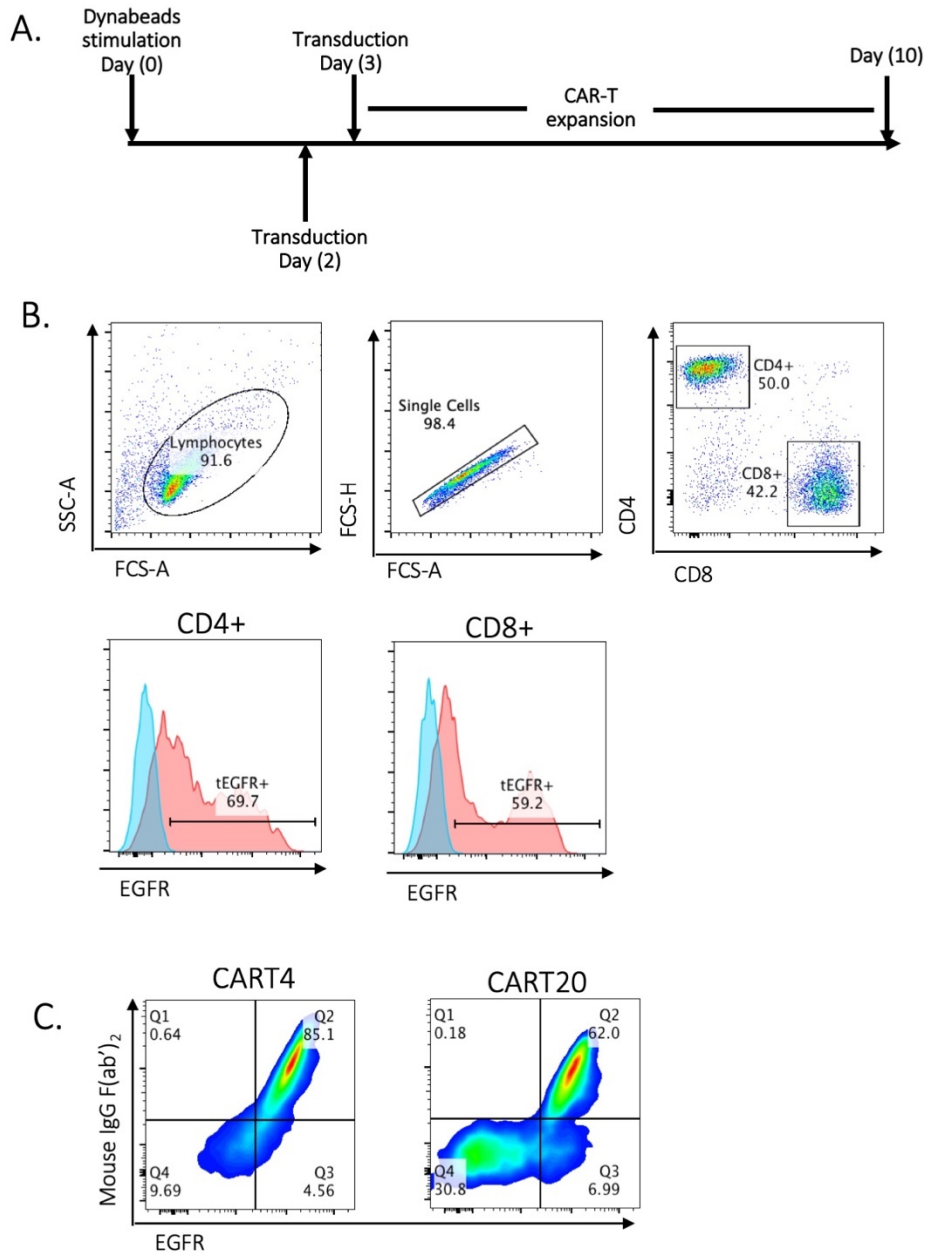 A.
Dynabeads
stimulation
Day (0)
Transduction
Day (3)
Day (10)
CAR-T
expansion
Transduction
Day (2)
B.
SSC-A
Lymphocytes
91.6
FCS-A
FCS-H
Single Cells
98.4
FCS-A
CD4
CD4+
50.0
CD8+
42.2
CD8
CD4+
tEGFR+
69.7
EGFR
CD8+
tEGFR+
59.2
EGFR
C.
Mouse IgG F(ab')2
CART4
Q1
0.64
Q2
85.1
Q4
9.69
Q3
4.56
EGFR
CART20
Q1
0.18
Q2
62.0
Q4
30.8
Q3
6.99